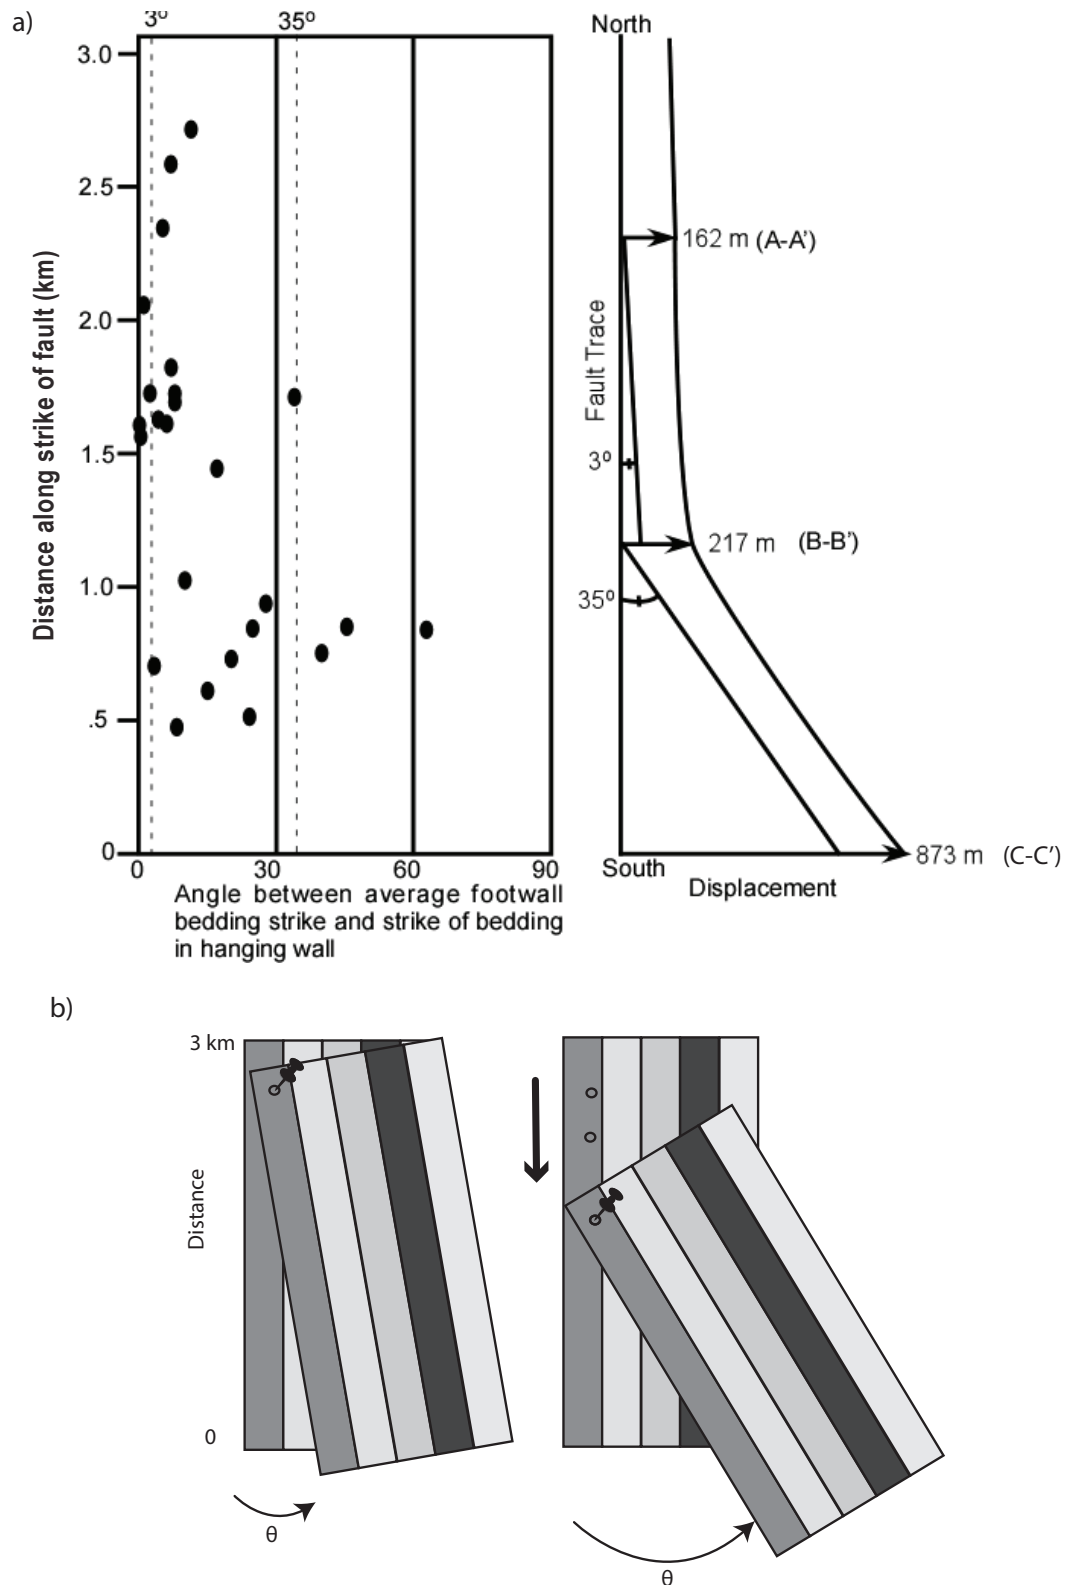 a)
3º
35º
3.0
2.5
2.0
1.5
1.0
.5
0
Distance along strike of fault (km)
0
30
60
90
Angle between average footwall
bedding strike and strike of bedding
in hanging wall
North
162 m (A-A’)
Fault Trace
3º
217 m (B-B’)
35º
873 m (C-C’)
South
Displacement
b)
3 km
Distance
0
θ
θ